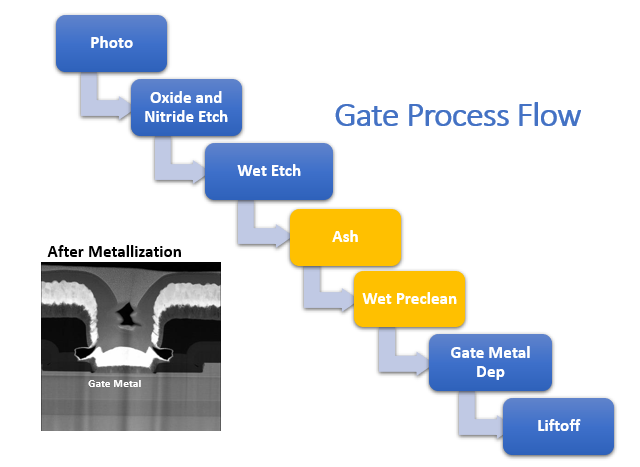 Photo
Oxide and
Nitride Etch
Gate Process Flow
Wet Etch
Ash
After Metallization
Wet Preclean
Gate Metal
Gate Metal
Dep
Liftoff